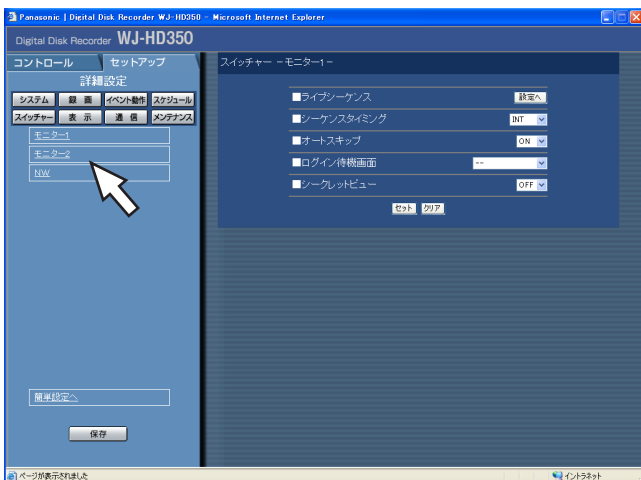 Panasonic | Digital Disk Recorder WJ-HD350 - Microsoft Internet Explorer
Digital Disk Recorder WJ-HD350
コントロール セットアップ
詳細設定
システム 録 画 イベント動作 スケジュール
スイッチャー 表 示 通 信 メンテナンス
モニター1
モニター2
NW
簡単設定へ
保存
スイッチャー －モニター1－
■ライブシーケンス 設定へ
■シーケンスタイミング INT
■オートスキップ ON
■ログイン待機画面 --
■シークレットビュー OFF
セット クリア
ページが表示されました イントラネット